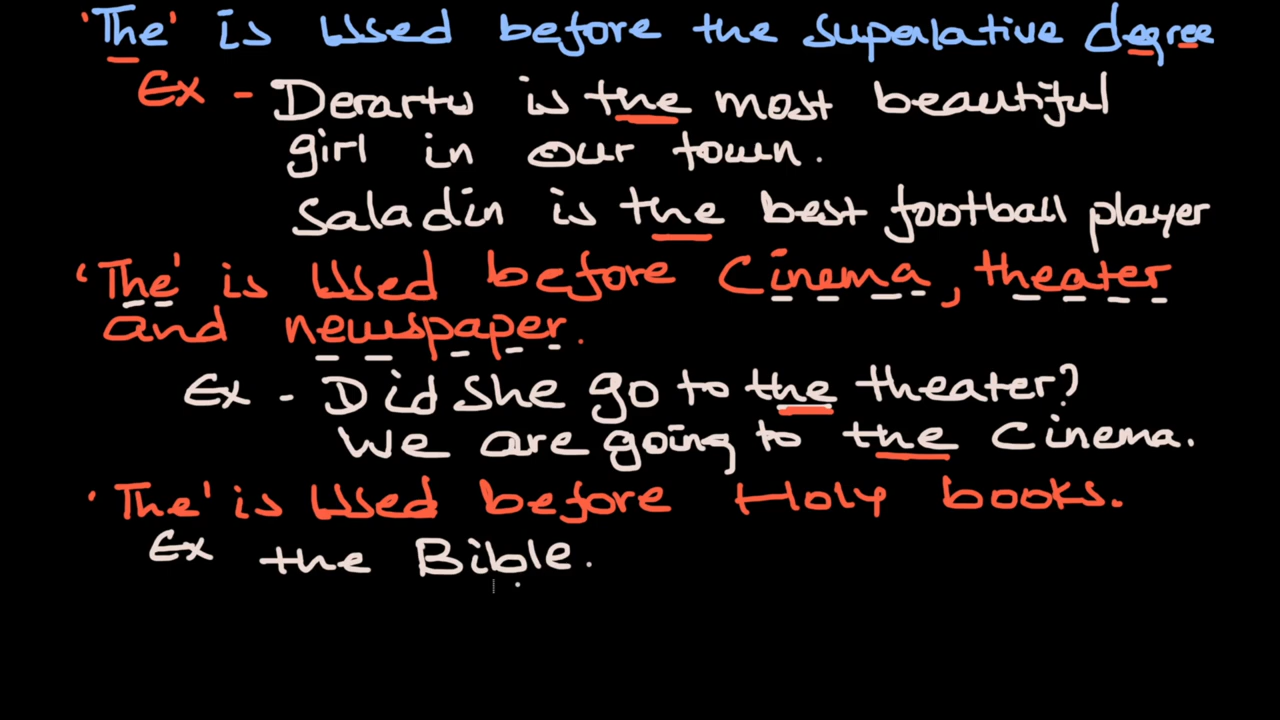 'The' is Used before the superlative degree
Ex - Derartu is the most beautiful
girl in our town.
Saladin is the best football player
'The' is Used before Cinema, theater
and newspaper.
Ex - Did she go to the theater?
We are going to the Cinema.
'The' is Used before Holy books.
Ex the Bible.